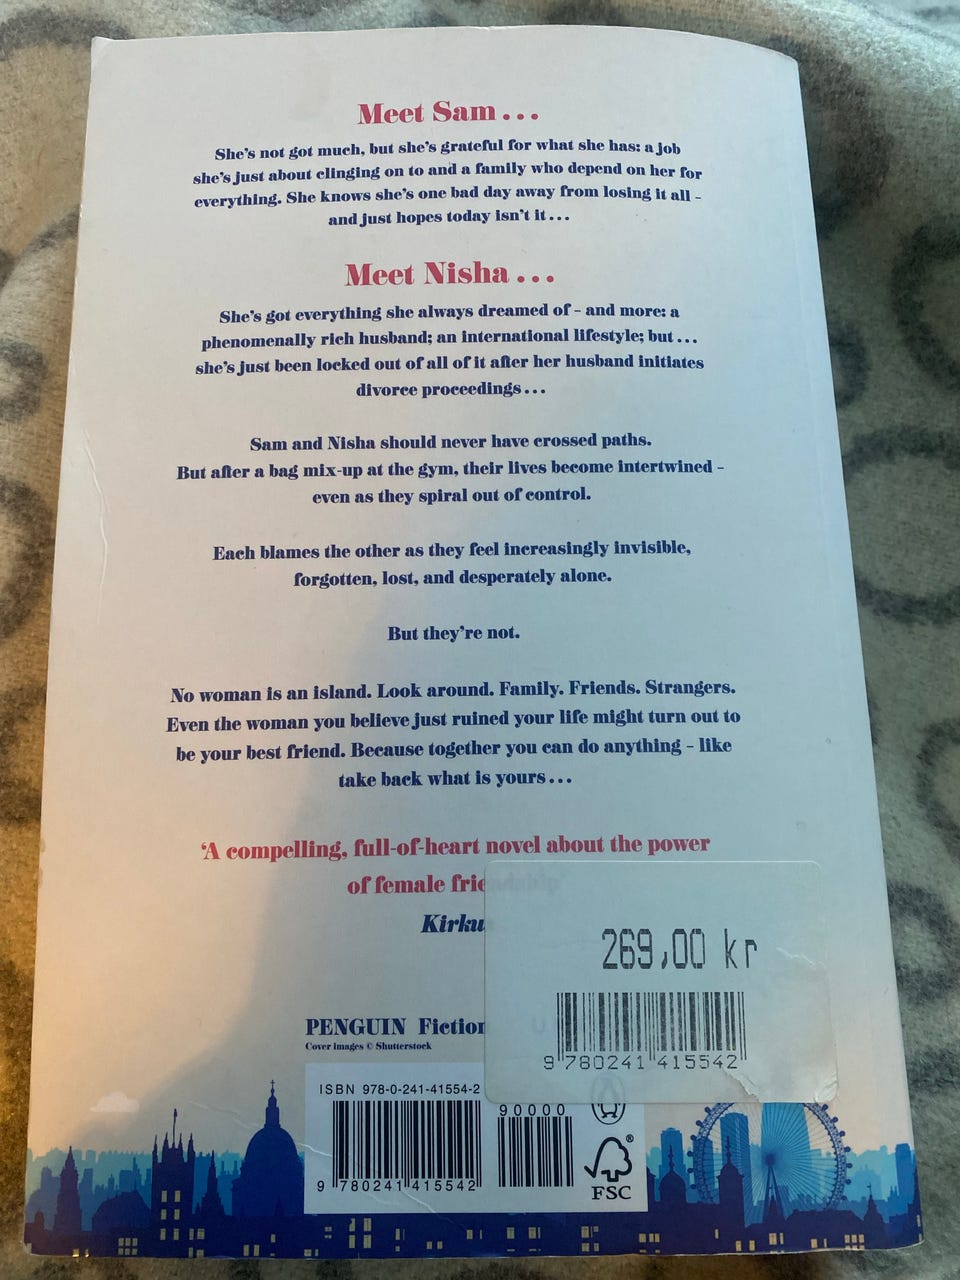 Meet Sam...
She's not got much, but she's grateful for what she has: a job
she's just about clinging on to and a family who depend on her for
everything. She knows she's one bad day away from losing it all –
and just hopes today isn't it...
Meet Nisha...
She's got everything she always dreamed of – and more: a
phenomenally rich husband; an international lifestyle; but...
she's just been locked out of all of it after her husband initiates
divorce proceedings...
Sam and Nisha should never have crossed paths.
But after a bag mix-up at the gym, their lives become intertwined –
even as they spiral out of control.
Each blames the other as they feel increasingly invisible,
forgotten, lost, and desperately alone.
But they're not.
No woman is an island. Look around. Family. Friends. Strangers.
Even the woman you believe just ruined your life might turn out to
be your best friend. Because together you can do anything – like
take back what is yours...
'A compelling, full-of-heart novel about the power
of female
269,00 kr
9 780241 415542
PENGUIN Fiction
Cover images © Shutterstock
ISBN 978-0-241-41554-2
90000
9 780241 415542
FSC®